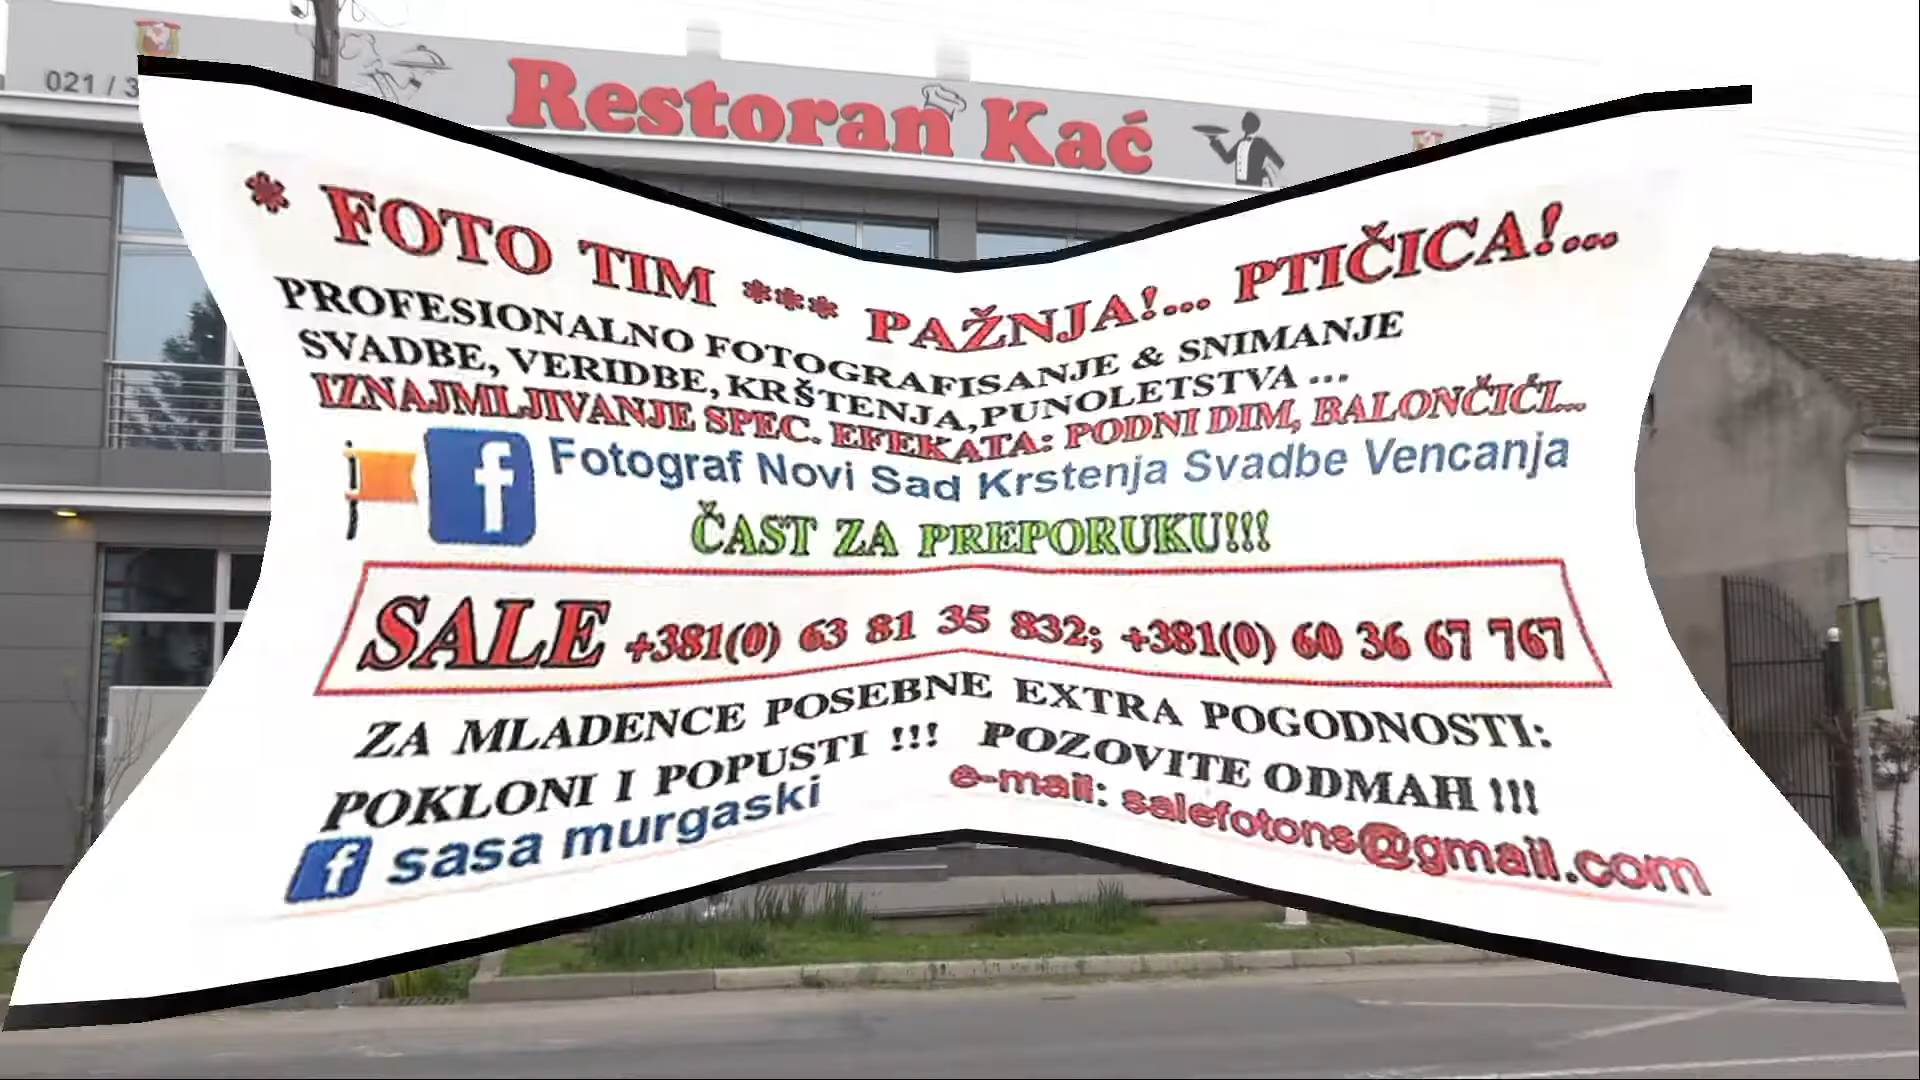 021 / 3
Restoran Kać
* FOTO TIM *** PAŽNJA!... PTIČICA!...
PROFESIONALNO FOTOGRAFISANJE & SNIMANJE
SVADBE, VERIDBE, KRŠTENJA, PUNOLETSTVA ...
IZNAJMLJIVANJE SPEC. EFEKATA: PODNI DIM, BALONČIĆI...
f Fotograf Novi Sad Krstenja Svadbe Vencanja
ČAST ZA PREPORUKU!!!
SALE +381(0) 63 81 35 832; +381(0) 60 36 67 767
ZA MLADENCE POSEBNE EXTRA POGODNOSTI:
POKLONI I POPUSTI !!! POZOVITE ODMAH !!!
f sasa murgaski
e-mail: salefotons@gmail.com